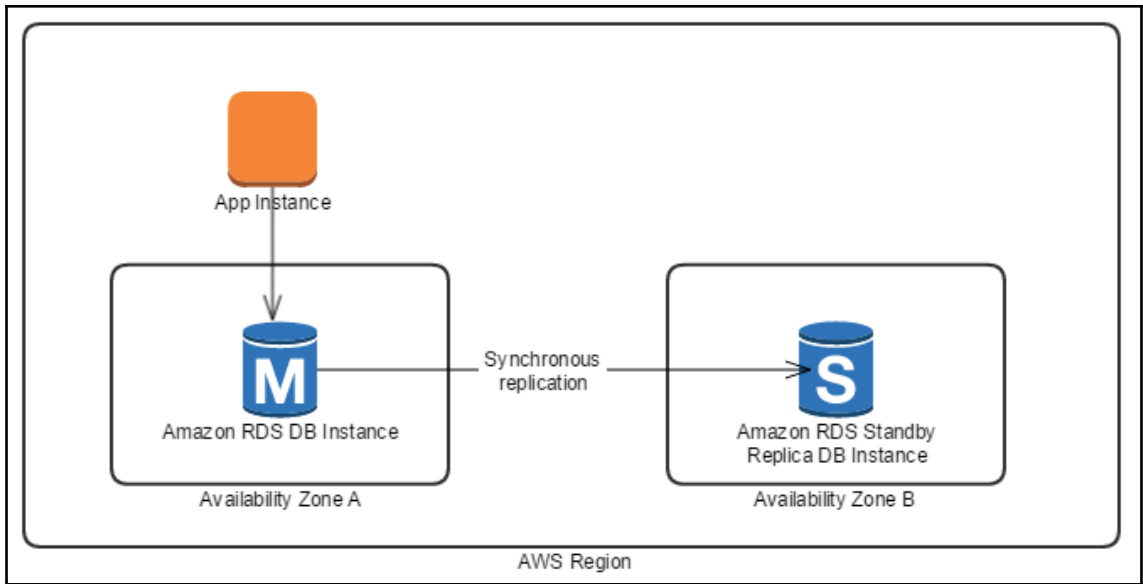 App Instance
Synchronous
replication
M
S
Amazon RDS DB Instance
Amazon RDS Standby
Replica DB Instance
Availability Zone A
Availability Zone B
AWS Region